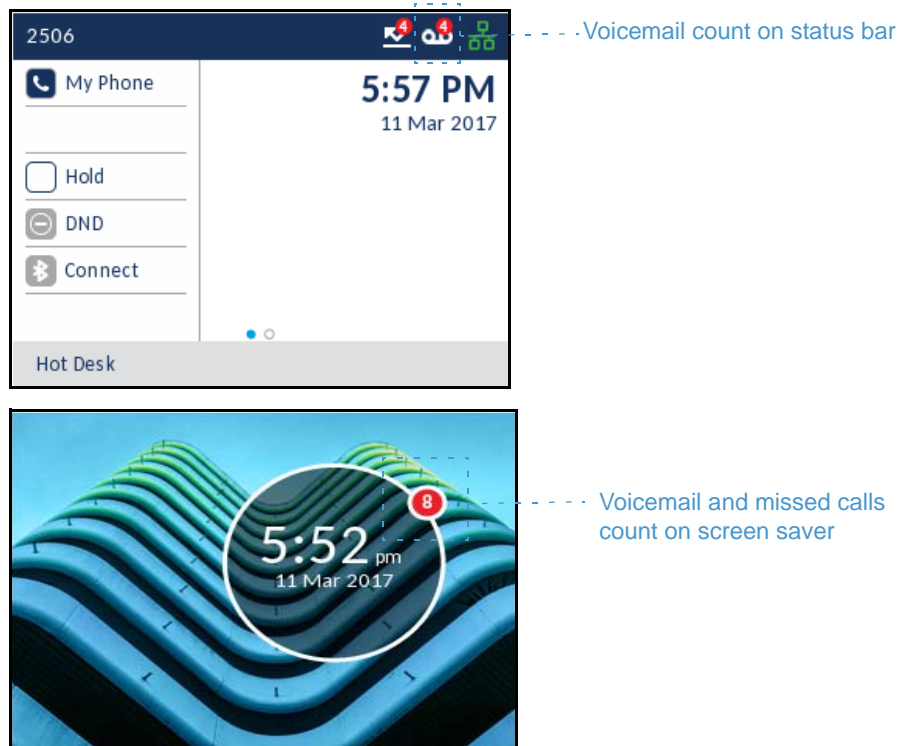 2506
4
4
Voicemail count on status bar
My Phone
5:57 PM
11 Mar 2017
Hold
DND
Connect
Hot Desk
8
Voicemail and missed calls
count on screen saver
5:52 pm
11 Mar 2017